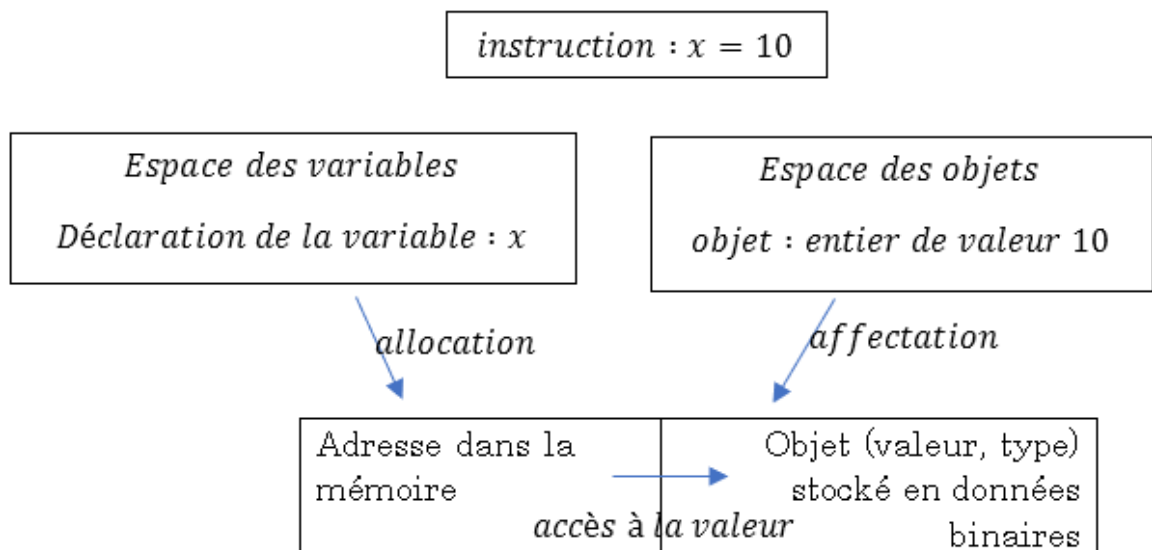 instruction : x = 10
Espace des variables
Déclaration de la variable : x
Espace des objets
objet : entier de valeur 10
allocation
affectation
Adresse dans la
mémoire
Objet (valeur, type)
stocké en données
binaires
accès à la valeur